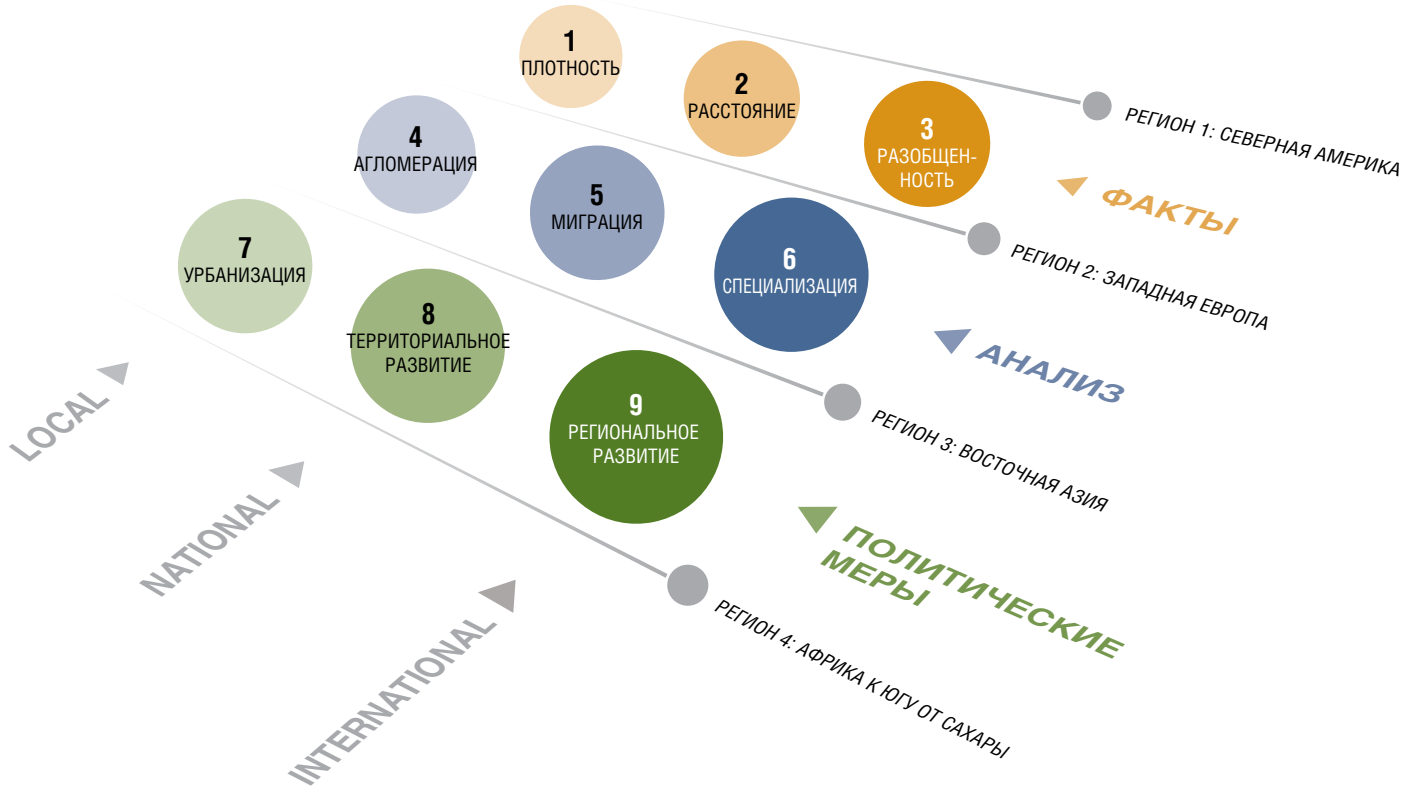 1
ПЛОТНОСТЬ
2
РАССТОЯНИЕ
3
РАЗОБЩЕН-
НОСТЬ
РЕГИОН 1: СЕВЕРНАЯ АМЕРИКА
ФАКТЫ
4
АГЛОМЕРАЦИЯ
5
МИГРАЦИЯ
6
СПЕЦИАЛИЗАЦИЯ
РЕГИОН 2: ЗАПАДНАЯ ЕВРОПА
АНАЛИЗ
7
УРБАНИЗАЦИЯ
8
ТЕРРИТОРИАЛЬНОЕ
РАЗВИТИЕ
9
РЕГИОНАЛЬНОЕ
РАЗВИТИЕ
РЕГИОН 3: ВОСТОЧНАЯ АЗИЯ
ПОЛИТИЧЕСКИЕ
МЕРЫ
РЕГИОН 4: АФРИКА К ЮГУ ОТ САХАРЫ
LOCAL
NATIONAL
INTERNATIONAL